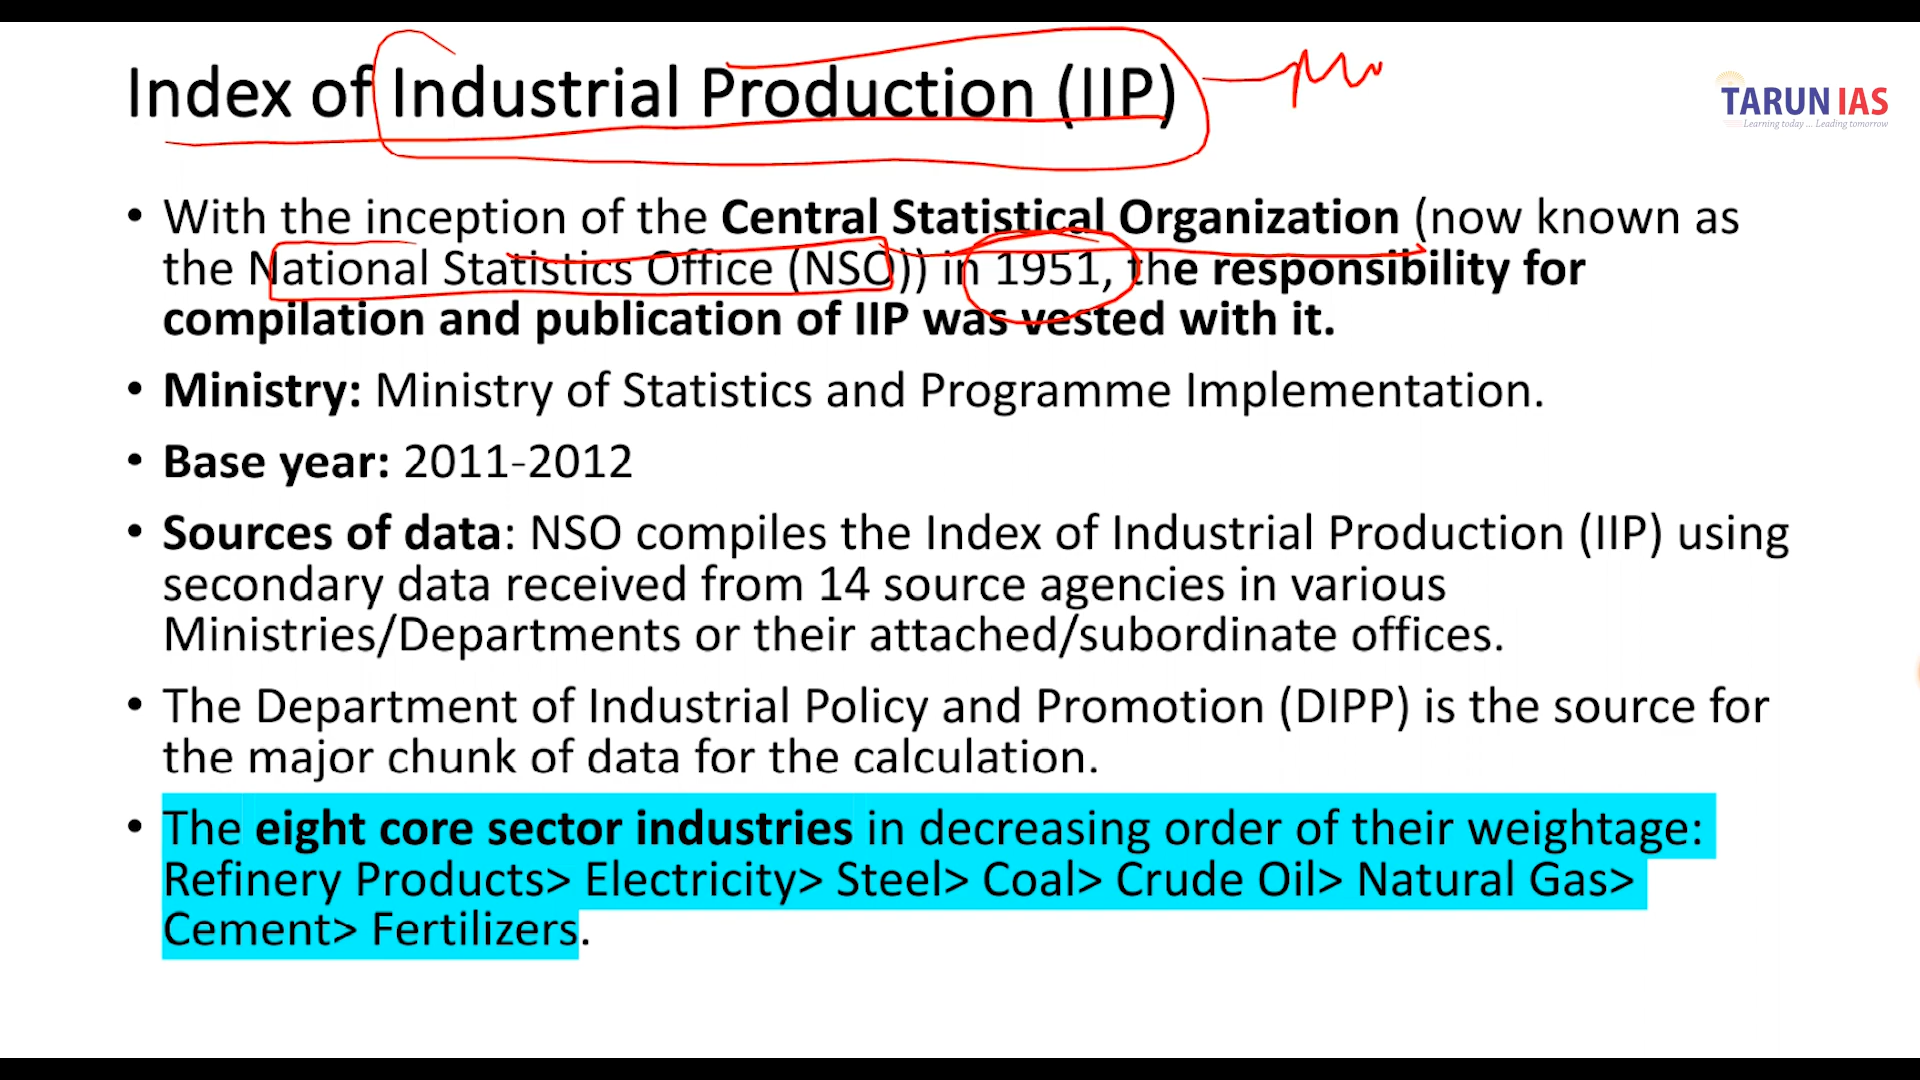 Index of Industrial Production (IIP)
TARUN IAS
Learning today ... Leading tomorrow
• With the inception of the Central Statistical Organization (now known as
the National Statistics Office (NSO)) in 1951, the responsibility for
compilation and publication of IIP was vested with it.
• Ministry: Ministry of Statistics and Programme Implementation.
• Base year: 2011-2012
• Sources of data: NSO compiles the Index of Industrial Production (IIP) using
secondary data received from 14 source agencies in various
Ministries/Departments or their attached/subordinate offices.
• The Department of Industrial Policy and Promotion (DIPP) is the source for
the major chunk of data for the calculation.
• The eight core sector industries in decreasing order of their weightage:
Refinery Products> Electricity> Steel> Coal> Crude Oil> Natural Gas>
Cement> Fertilizers.